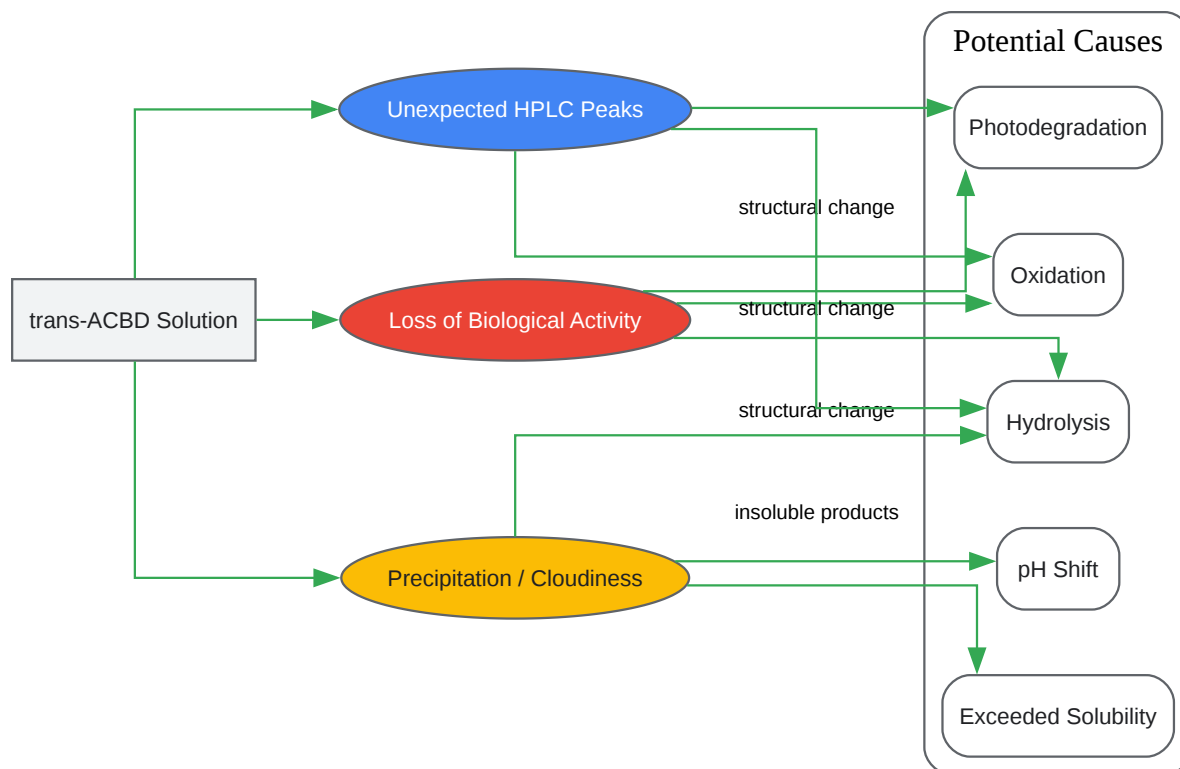 Potential Causes
Unexpected HPLC Peaks
Photodegradation
structural change
Oxidation
trans-ACBD Solution
Loss of Biological Activity
structural change
structural change
Hydrolysis
insoluble products
Precipitation / Cloudiness
pH Shift
Exceeded Solubility